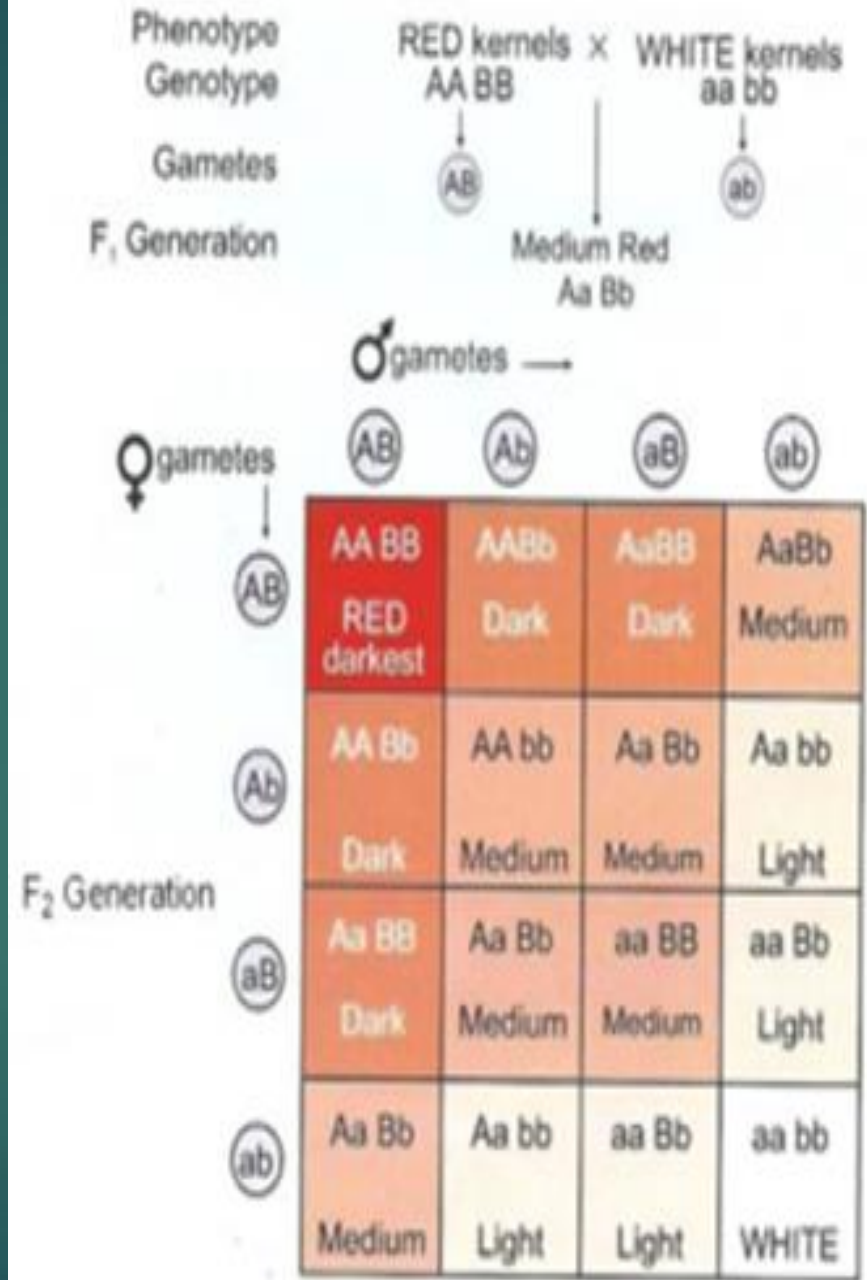 Phenotype RED kernels × WHITE kernels
Genotype AA BB aa bb
Gametes AB ab
F₁ Generation Medium Red
Aa Bb
♂ gametes →
♀ gametes AB Ab aB ab
AB AA BB AABb AaBB AaBb
RED Dark Dark Medium
darkest
Ab AA Bb AA bb Aa Bb Aa bb
Dark Medium Medium Light
F₂ Generation
aB Aa BB Aa Bb aa BB aa Bb
Dark Medium Medium Light
ab Aa Bb Aa bb aa Bb aa bb
Medium Light Light WHITE